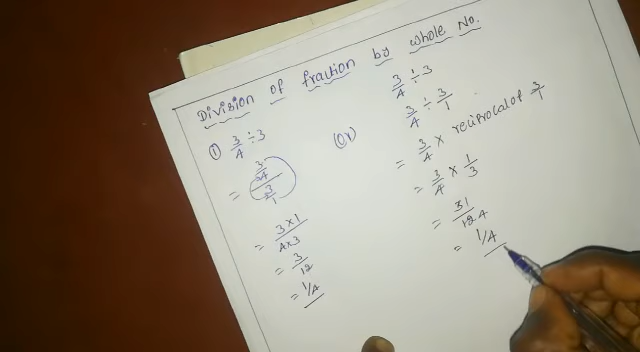 Division of fraction by whole No.
① 3/4 ÷ 3
= 3/4 / 3/1
= 3×1 / 4×3
= 3/12
= 1/4
(Or)
3/4 ÷ 3
3/4 ÷ 3/1
= 3/4 × reciprocal of 3/1
= 3/4 × 1/3
= 31/12 4
= 1/4